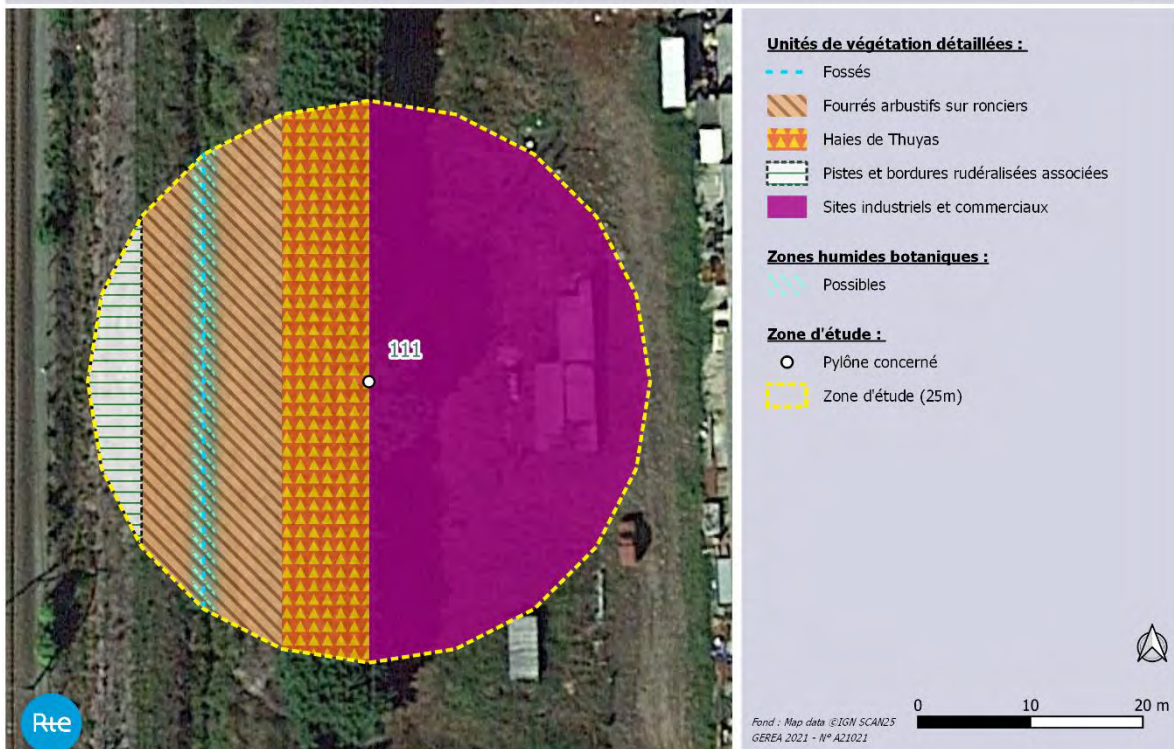 Unités de végétation détaillées :
Fossés
Fourrés arbustifs sur ronciers
Haies de Thuyas
Pistes et bordures rudéralisées associées
Sites industriels et commerciaux
Zones humides botaniques :
Possibles
Zone d'étude :
Pylône concerné
Zone d'étude (25m)
111
Rte
0 10 20 m
Fond : Map data ©IGN SCAN25
GEREA 2021 - N° A21021